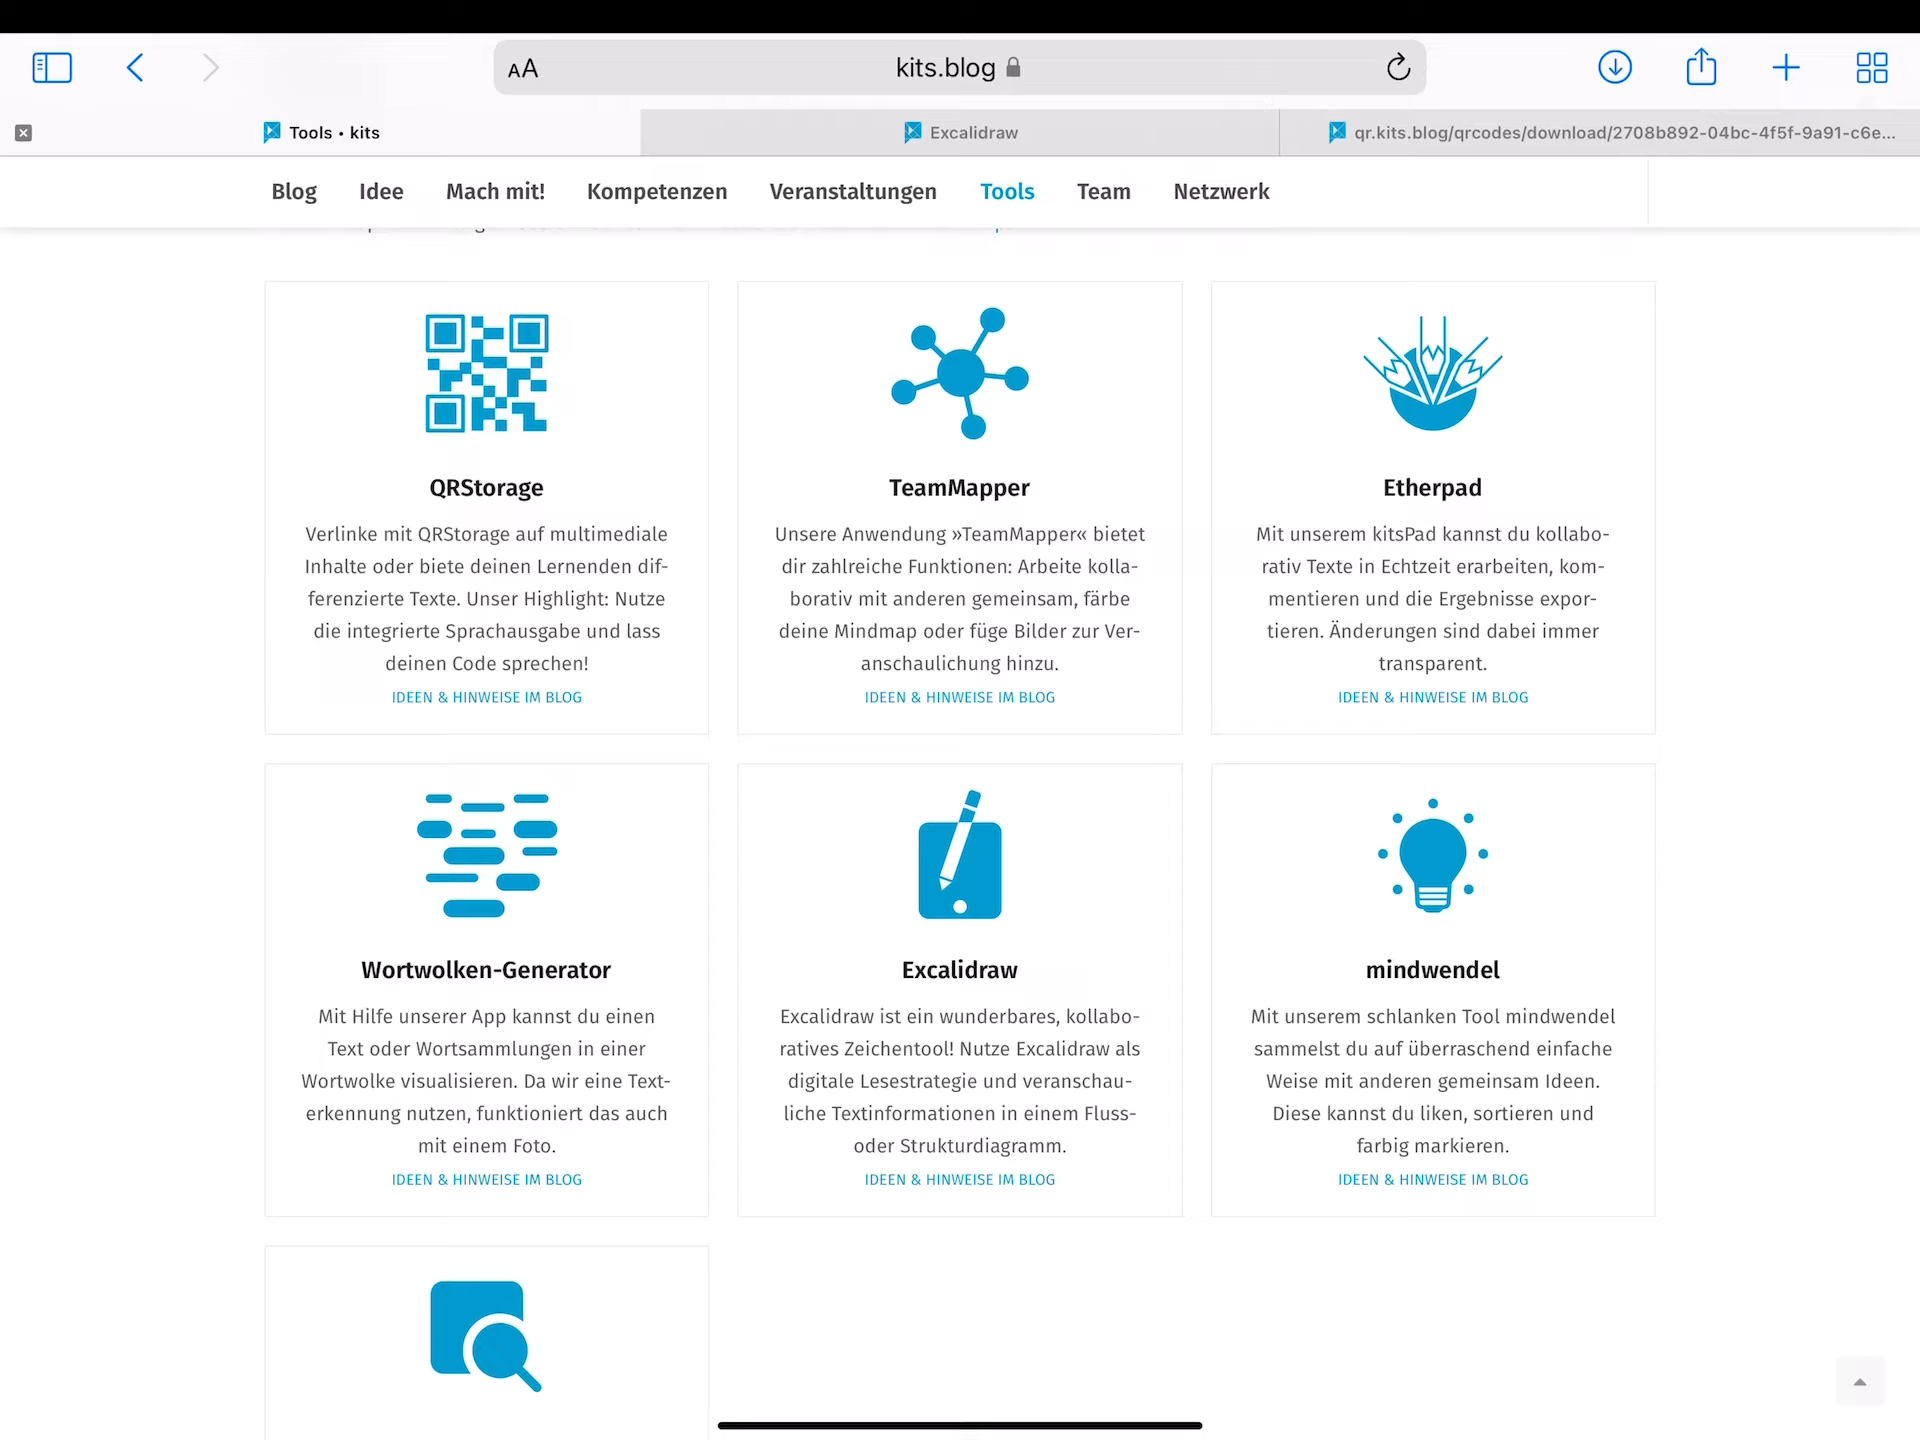 AA
kits.blog
Tools • kits
Excalidraw
qr.kits.blog/qrcodes/download/2708b892-04bc-4f5f-9a91-c6e...
Blog Idee Mach mit! Kompetenzen Veranstaltungen Tools Team Netzwerk
QRStorage
Verlinke mit QRStorage auf multimediale
Inhalte oder biete deinen Lernenden dif-
ferenzierte Texte. Unser Highlight: Nutze
die integrierte Sprachausgabe und lass
deinen Code sprechen!
IDEEN & HINWEISE IM BLOG
TeamMapper
Unsere Anwendung »TeamMapper« bietet
dir zahlreiche Funktionen: Arbeite kolla-
borativ mit anderen gemeinsam, färbe
deine Mindmap oder füge Bilder zur Ver-
anschaulichung hinzu.
IDEEN & HINWEISE IM BLOG
Etherpad
Mit unserem kitsPad kannst du kollabo-
rativ Texte in Echtzeit erarbeiten, kom-
mentieren und die Ergebnisse expor-
tieren. Änderungen sind dabei immer
transparent.
IDEEN & HINWEISE IM BLOG
Wortwolken-Generator
Mit Hilfe unserer App kannst du einen
Text oder Wortsammlungen in einer
Wortwolke visualisieren. Da wir eine Text-
erkennung nutzen, funktioniert das auch
mit einem Foto.
IDEEN & HINWEISE IM BLOG
Excalidraw
Excalidraw ist ein wunderbares, kollabo-
ratives Zeichentool! Nutze Excalidraw als
digitale Lesestrategie und veranschau-
liche Textinformationen in einem Fluss-
oder Strukturdiagramm.
IDEEN & HINWEISE IM BLOG
mindwendel
Mit unserem schlanken Tool mindwendel
sammelst du auf überraschend einfache
Weise mit anderen gemeinsam Ideen.
Diese kannst du liken, sortieren und
farbig markieren.
IDEEN & HINWEISE IM BLOG